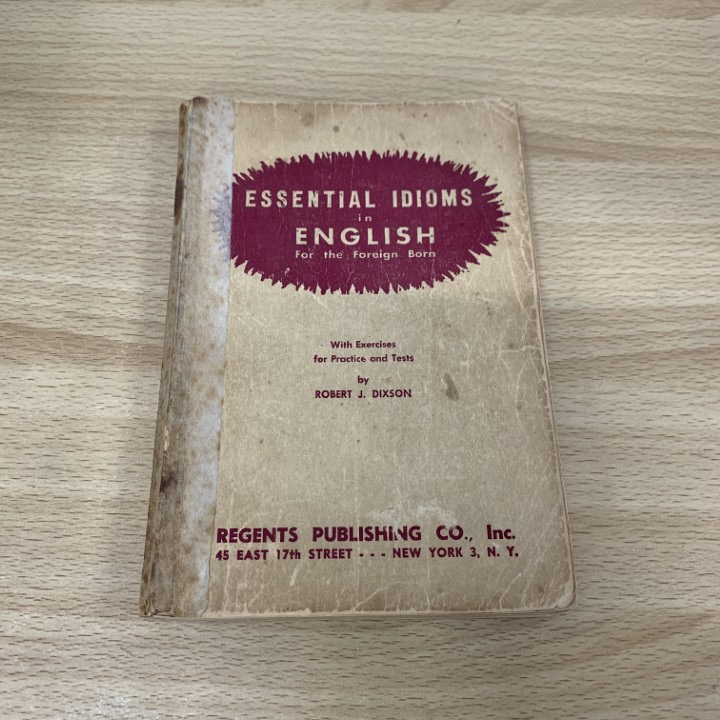 ESSENTIAL IDIOMS
in
ENGLISH
For the Foreign Born
With Exercises
for Practice and Tests
by
ROBERT J. DIXSON
REGENTS PUBLISHING CO., Inc.
45 EAST 17th STREET - - - NEW YORK 3, N. Y.